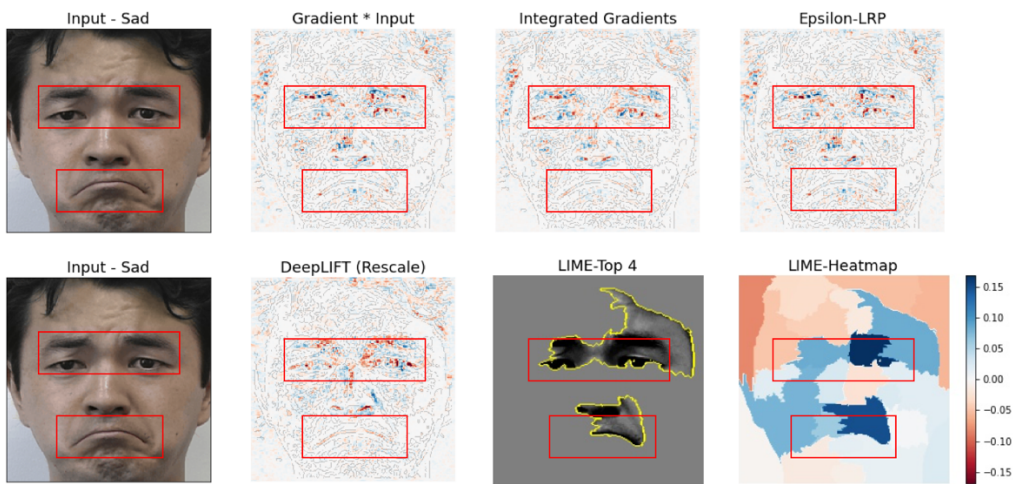 Input - Sad
Gradient * Input
Integrated Gradients
Epsilon-LRP
Input - Sad
DeepLIFT (Rescale)
LIME-Top 4
LIME-Heatmap
0.15
0.10
0.05
0.00
−0.05
−0.10
−0.15